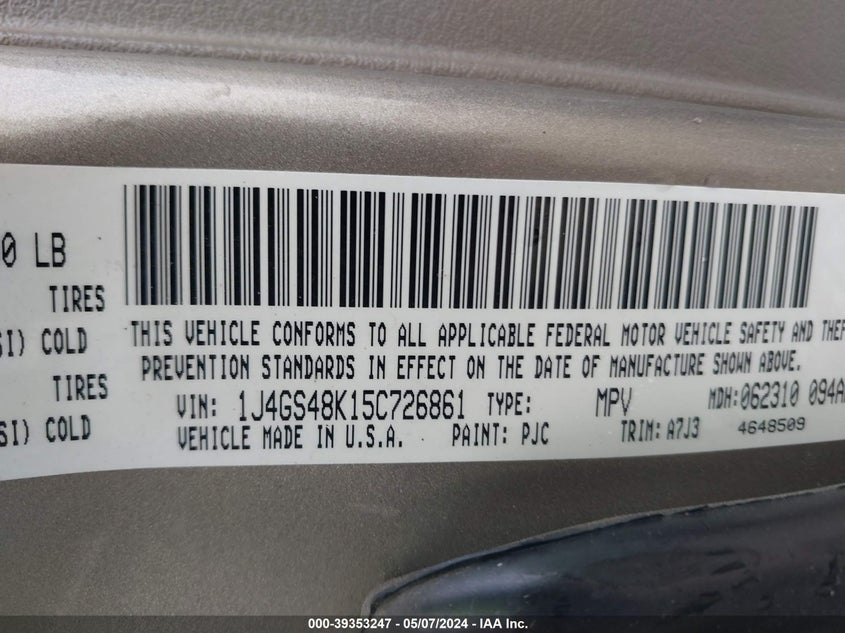 0 LB
TIRES
SI) COLD
TIRES
SI) COLD
THIS VEHICLE CONFORMS TO ALL APPLICABLE FEDERAL MOTOR VEHICLE SAFETY AND THEF
PREVENTION STANDARDS IN EFFECT ON THE DATE OF MANUFACTURE SHOWN ABOVE.
VIN: 1J4GS48K15C726861 TYPE: MPV MDH:062310 094A
VEHICLE MADE IN U.S.A. PAINT: PJC TRIM: A7J3 4648509
000-39353247 - 05/07/2024 - IAA Inc.